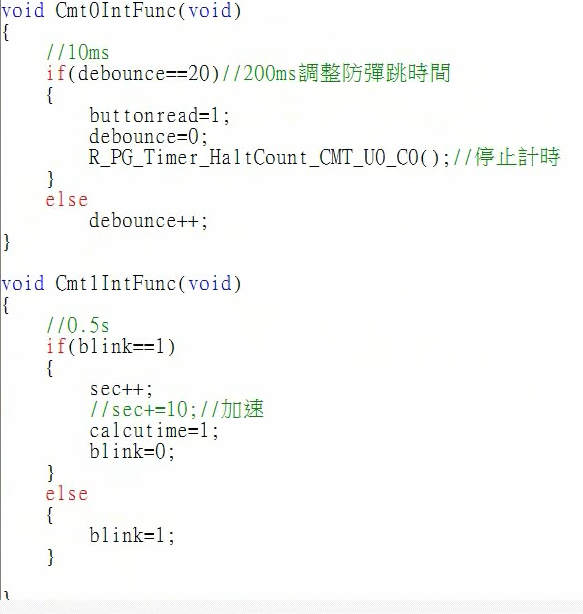 void Cmt0IntFunc(void)
{
    //10ms
    if(debounce==20)//200ms調整防彈跳時間
    {
        buttonread=1;
        debounce=0;
        R_PG_Timer_HaltCount_CMT_U0_C0();//停止計時
    }
    else
        debounce++;
}
void Cmt1IntFunc(void)
{
    //0.5s
    if(blink==1)
    {
        sec++;
        //sec+=10;//加速
        calcutime=1;
        blink=0;
    }
    else
    {
        blink=1;
    }
}